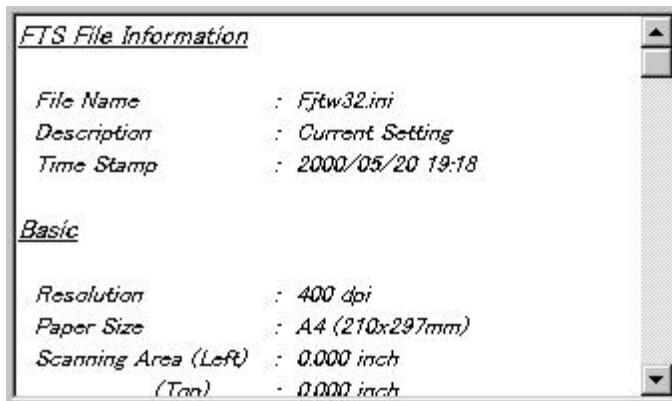 FTS File Information
File Name : Fjtw32.ini
Description : Current Setting
Time Stamp : 2000/05/20 19:18
Basic
Resolution : 400 dpi
Paper Size : A4 (210x297mm)
Scanning Area (Left) : 0.000 inch
(Top) : 0.000 inch